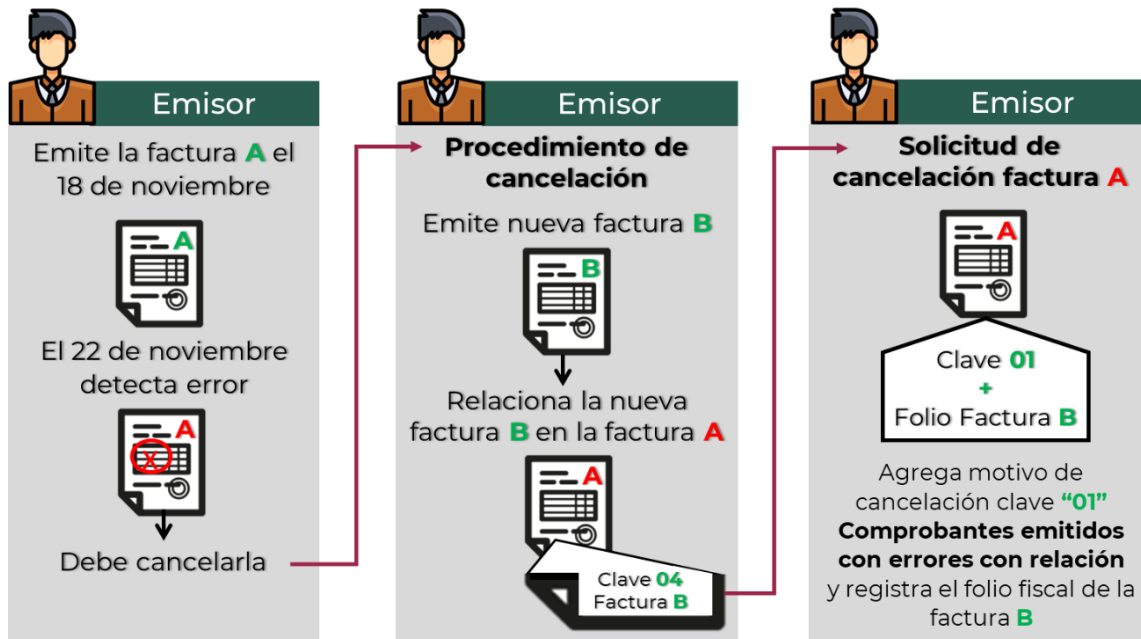 Emisor
Emite la factura A el
18 de noviembre
A
El 22 de noviembre
detecta error
A
X
Debe cancelarla
Emisor
Procedimiento de
cancelación
Emite nueva factura B
B
Relaciona la nueva
factura B en la factura A
A
Clave 04
Factura B
Emisor
Solicitud de
cancelación factura A
A
Clave 01
+
Folio Factura B
Agrega motivo de
cancelación clave “01”
Comprobantes emitidos
con errores con relación
y registra el folio fiscal de la
factura B